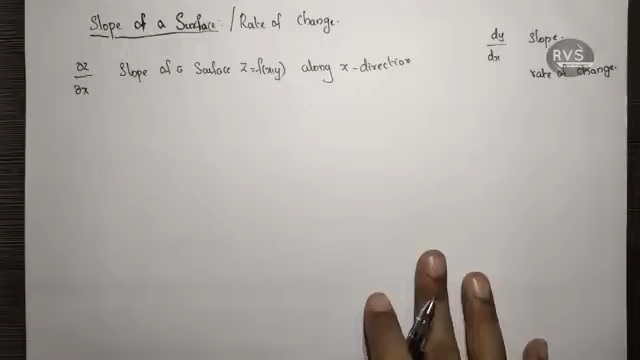 Slope of a Surface: / Rate of Change.
∂z/∂x Slope of a Surface z=f(x,y) along x-direction
dy/dx Slope.
rate of change.
RVS